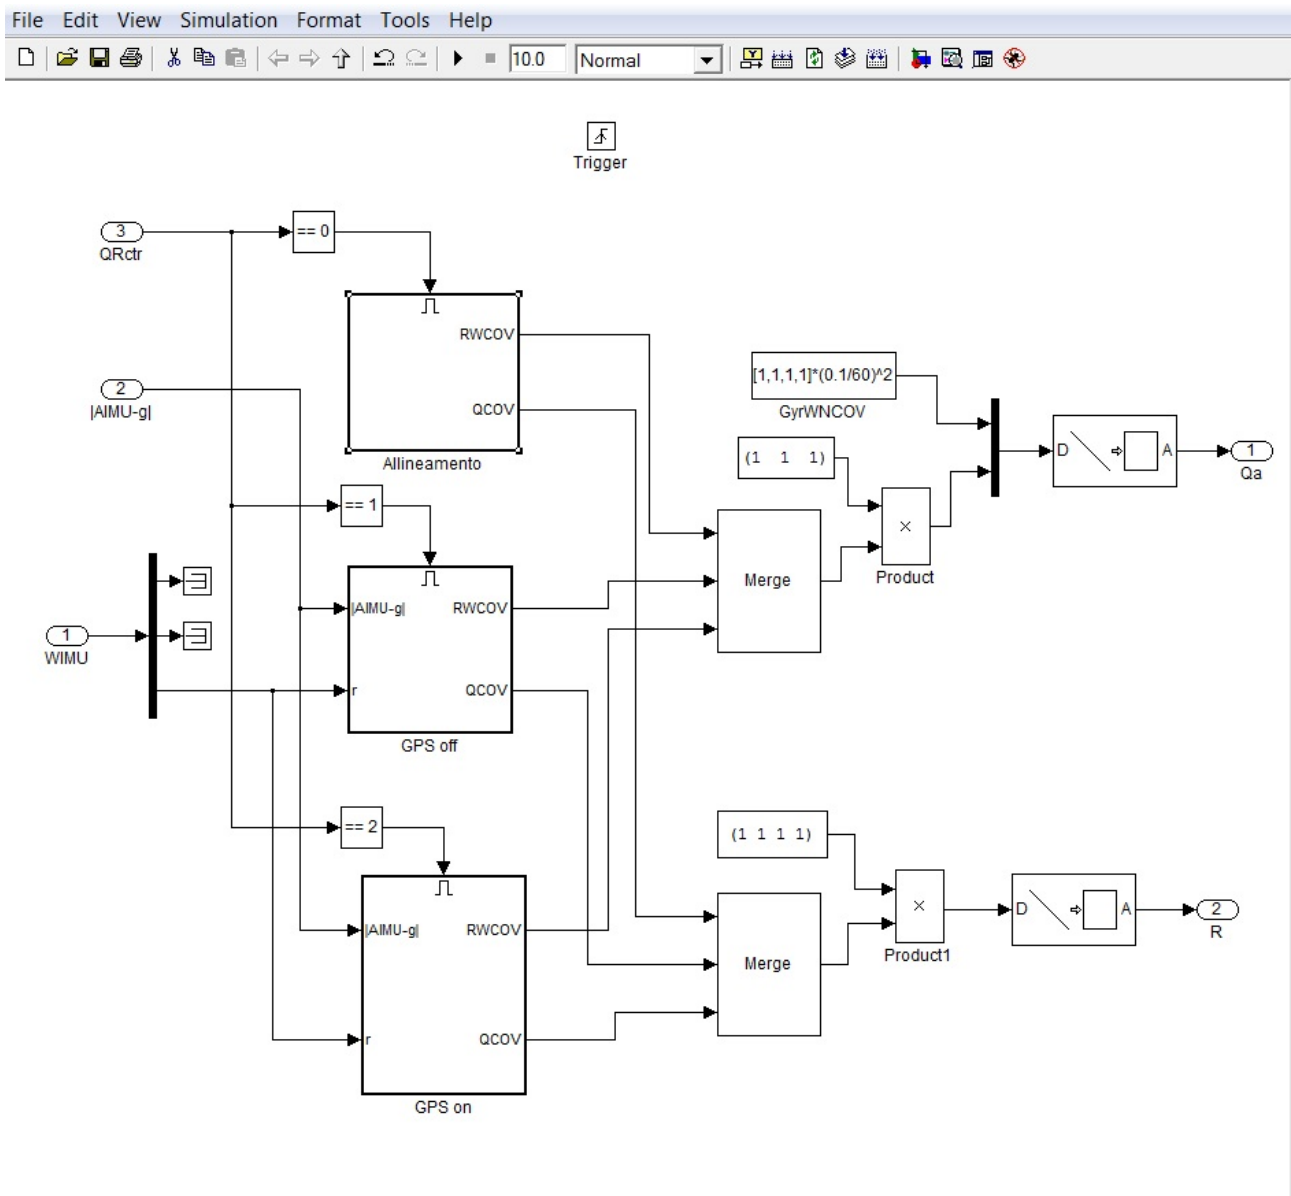 File Edit View Simulation Format Tools Help
10.0 Normal
Trigger
3
QRctr
== 0
RWCOV
QCOV
Allineamento
2
|AIMU-g|
[1,1,1,1]*(0.1/60)^2
GyrWNCOV
(1 1 1)
D A
1
Qa
== 1
Merge
×
Product
|AIMU-g| RWCOV
r QCOV
GPS off
1
WIMU
== 2
(1 1 1 1)
|AIMU-g| RWCOV
r QCOV
GPS on
Merge
×
Product1
D A
2
R